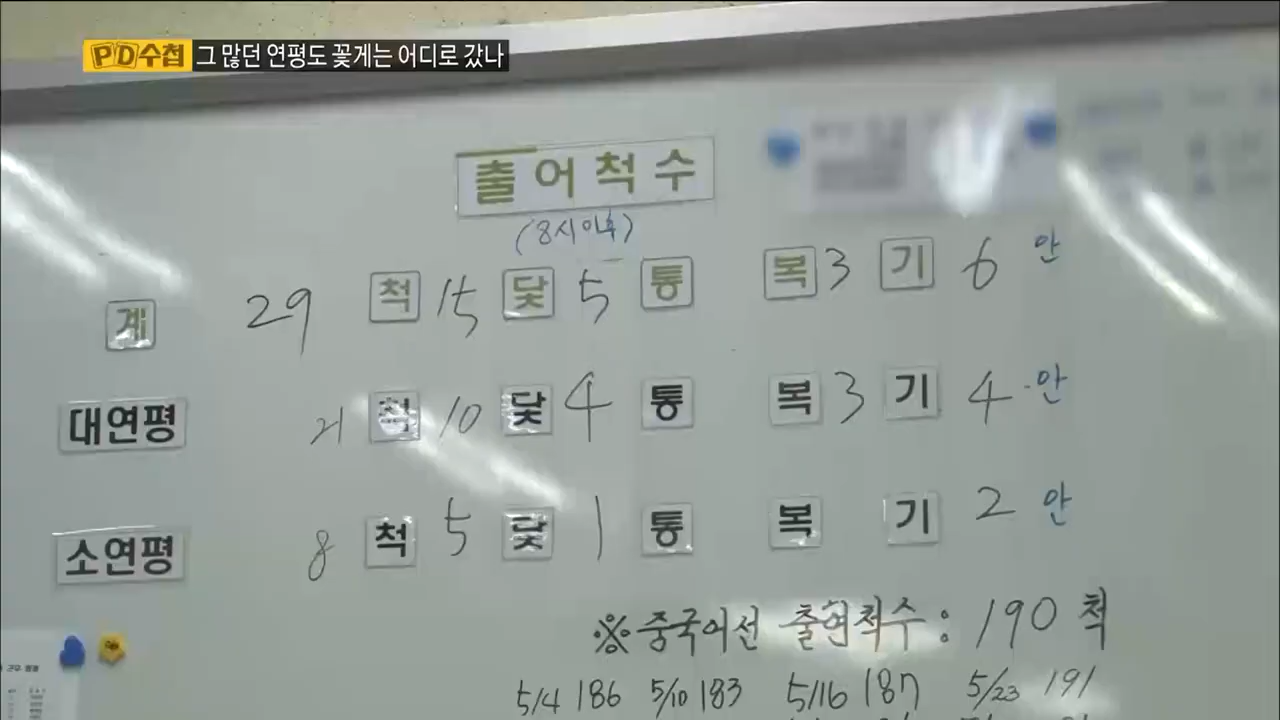 PD수첩 그 많던 연평도 꽃게는 어디로 갔나
출어척수
(8시이후)
계 29 척 15 닻 5 통 복 3 기 6 안
대연평 21 척 10 닻 4 통 복 3 기 4 안
소연평 8 척 5 닻 1 통 복 기 2 안
※중국어선 출연척수 : 190 척
5/4 186 5/10 183 5/16 187 5/23 191